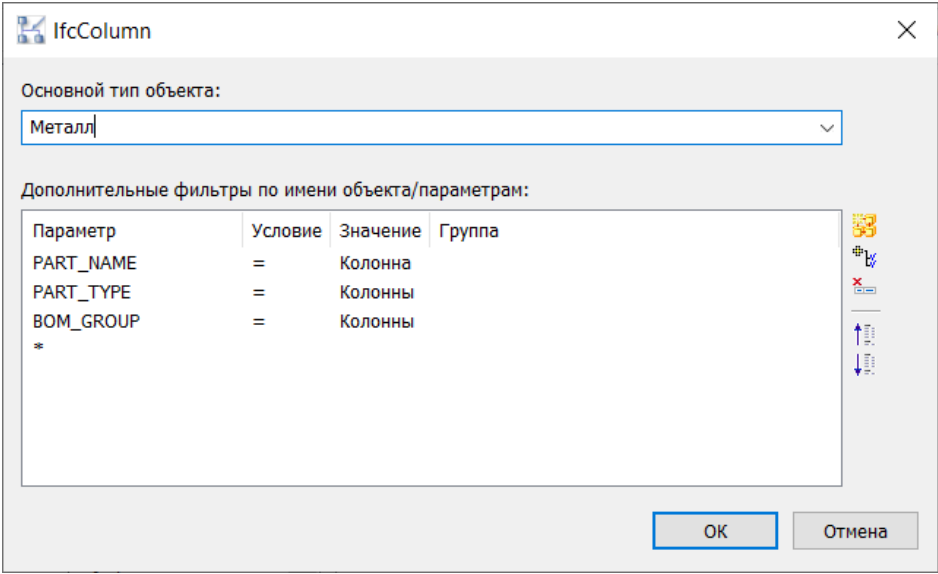 IfcColumn
Основной тип объекта:
Металл
Дополнительные фильтры по имени объекта/параметрам:
Параметр Условие Значение Группа
PART_NAME = Колонна
PART_TYPE = Колонны
BOM_GROUP = Колонны
*
ОК Отмена